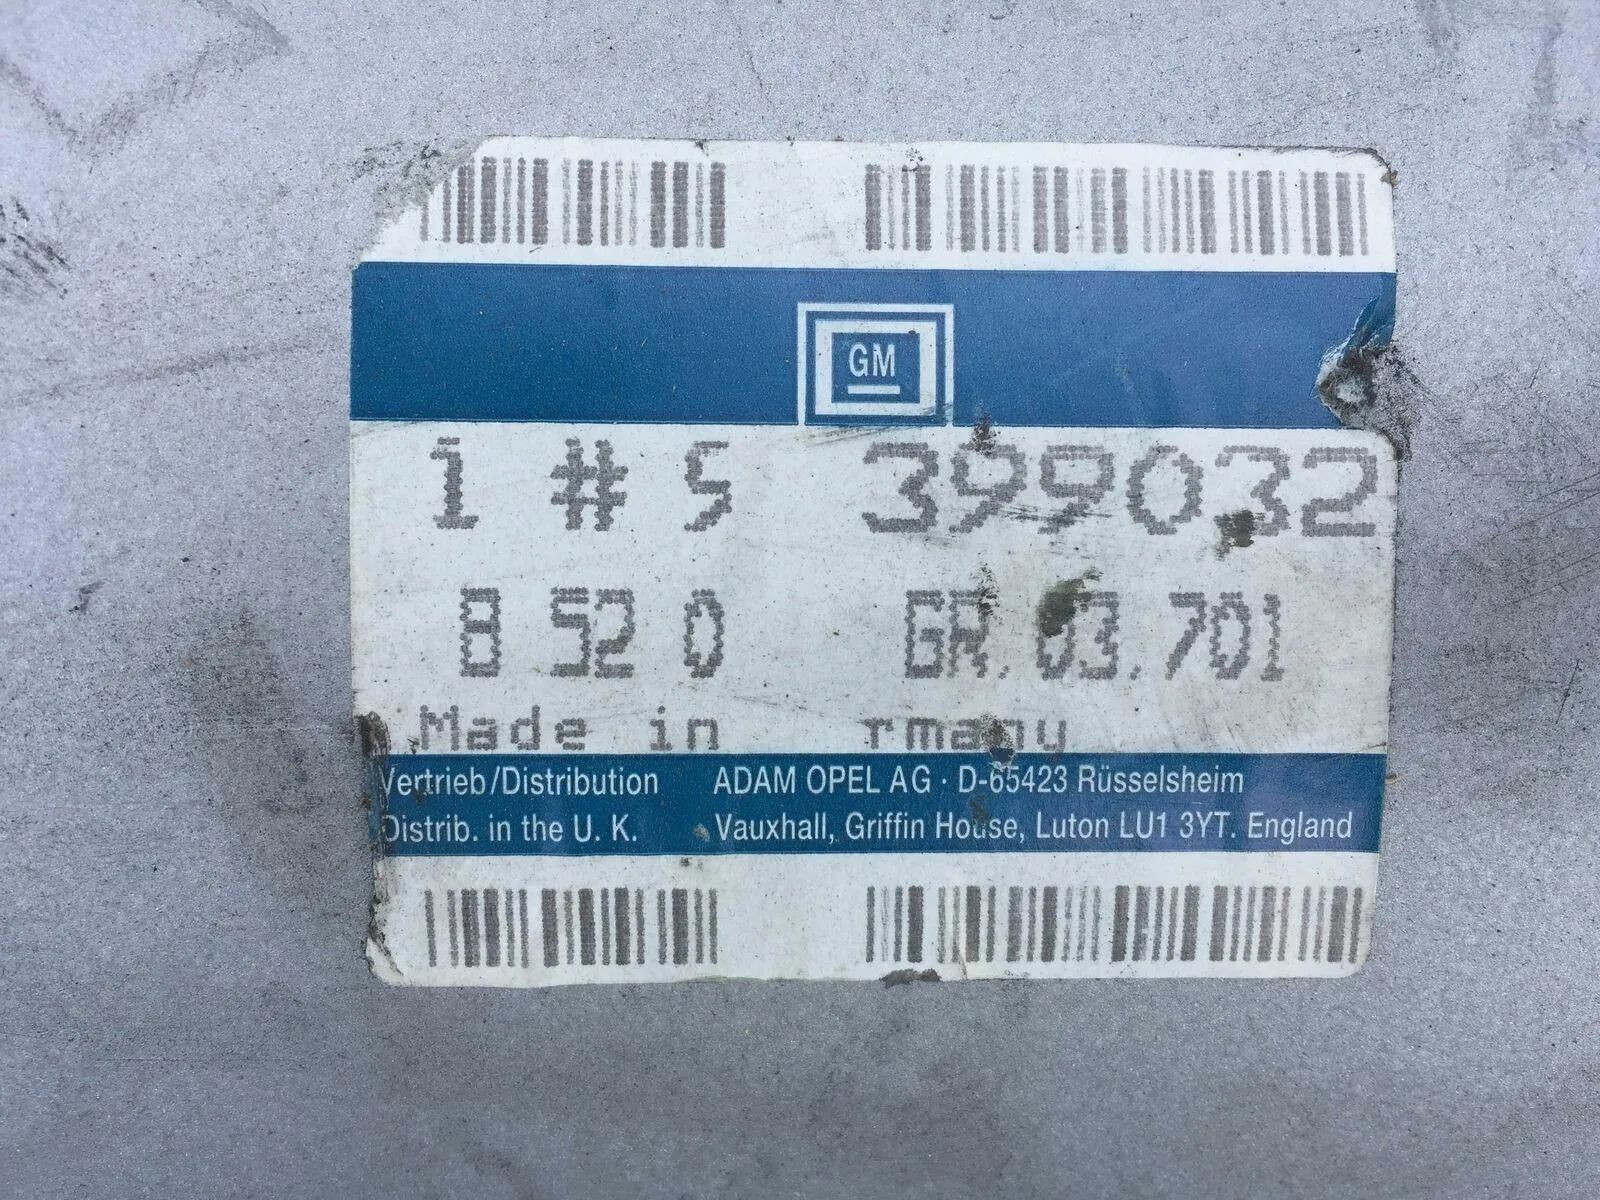 GM
1 # 5 399032
8 52 0 GR. 03. 701
Made in rmany
Vertrieb/Distribution ADAM OPEL AG · D-65423 Rüsselsheim
Distrib. in the U. K. Vauxhall, Griffin House, Luton LU1 3YT. England